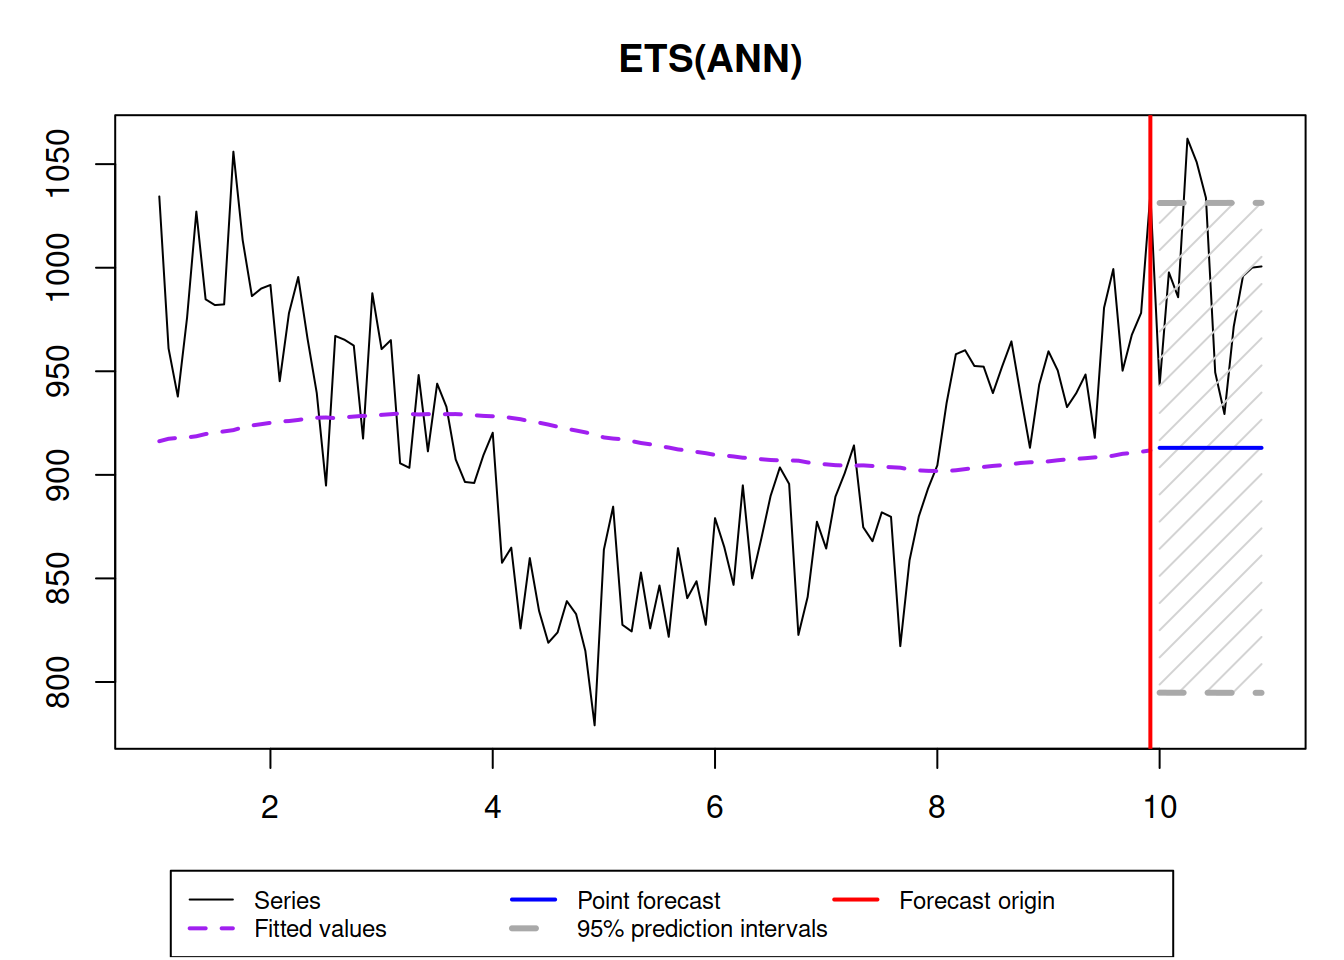 ETS(ANN)
1050
1000
950
900
850
800
2 4 6 8 10
Series Point forecast Forecast origin
Fitted values 95% prediction intervals